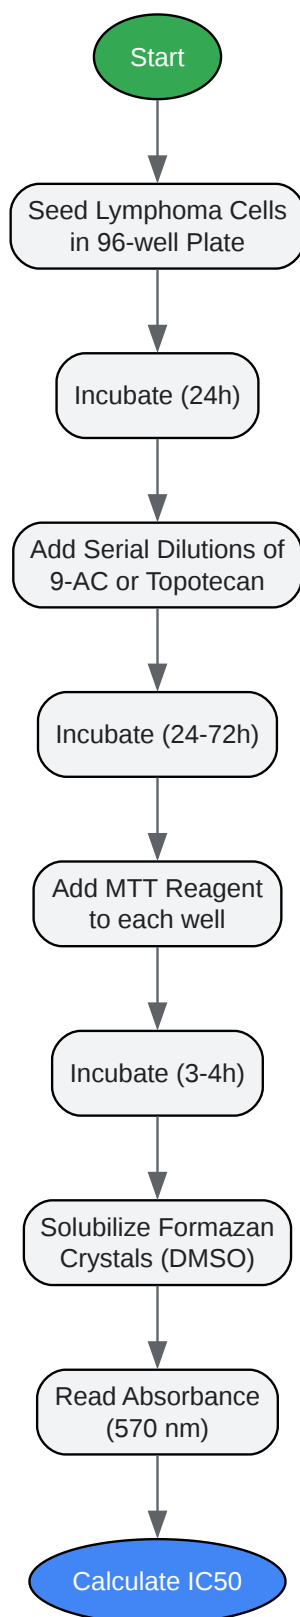 Start
Seed Lymphoma Cells
in 96-well Plate
Incubate (24h)
Add Serial Dilutions of
9-AC or Topotecan
Incubate (24-72h)
Add MTT Reagent
to each well
Incubate (3-4h)
Solubilize Formazan
Crystals (DMSO)
Read Absorbance
(570 nm)
Calculate IC50